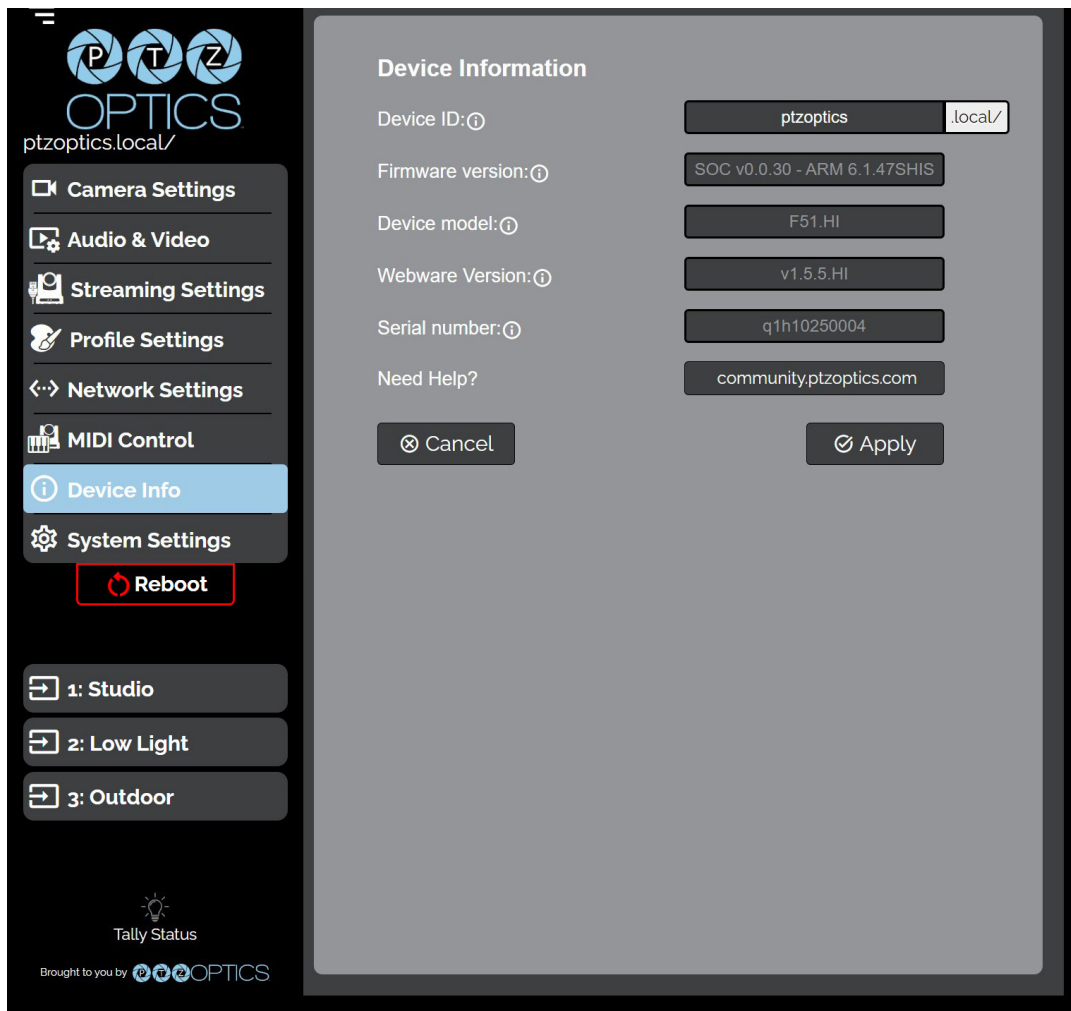 PTZ
OPTICS
ptzoptics.local/
Camera Settings
Audio & Video
Streaming Settings
Profile Settings
Network Settings
MIDI Control
Device Info
System Settings
Reboot
1: Studio
2: Low Light
3: Outdoor
Tally Status
Brought to you by PTZOPTICS
Device Information
Device ID: ptzoptics .local/
Firmware version: SOC v0.0.30 - ARM 6.1.47SHIS
Device model: F51.HI
Webware Version: v1.5.5.HI
Serial number: q1h10250004
Need Help? community.ptzoptics.com
Cancel Apply